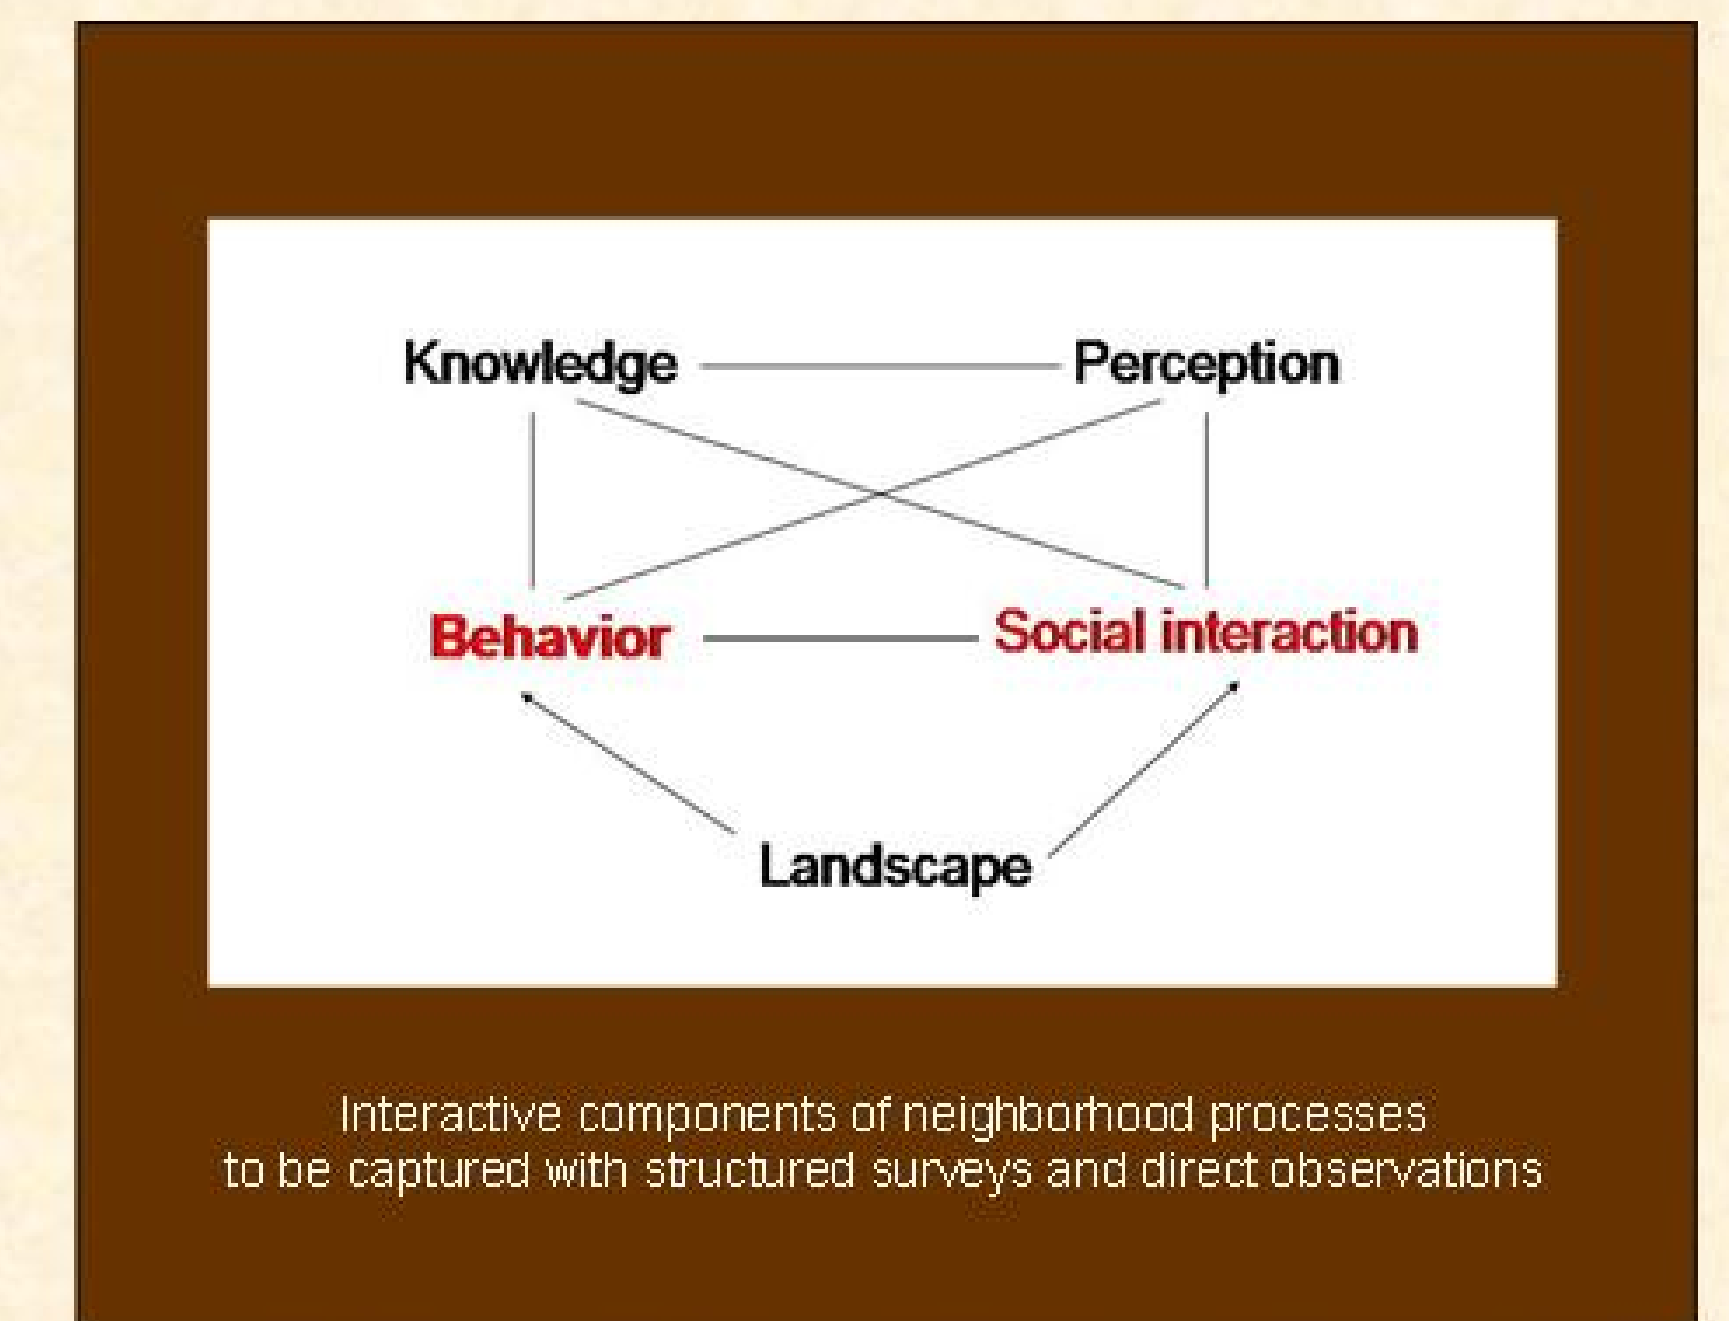 Knowledge Perception
Behavior Social interaction
Landscape
Interactive components of neighborhood processes
to be captured with structured surveys and direct observations